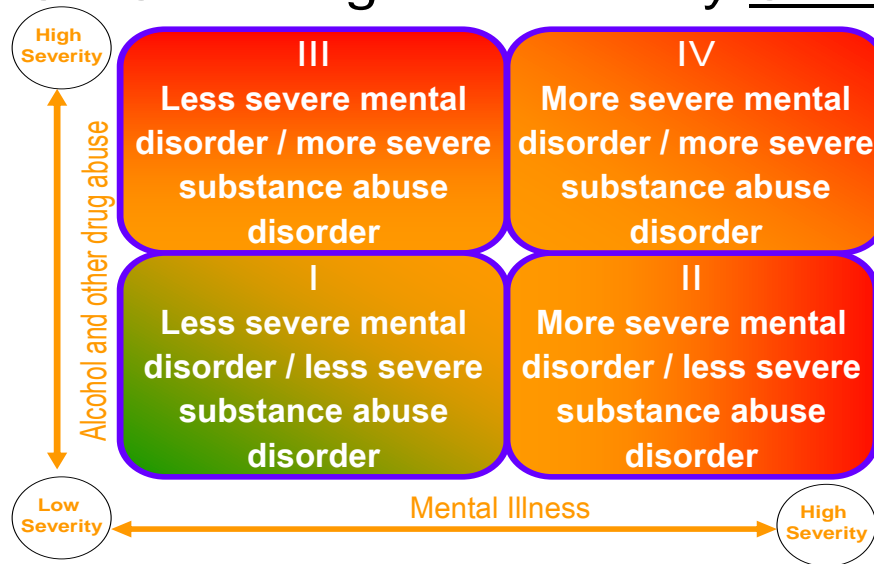 High
Severity
Alcohol and other drug abuse
III
Less severe mental
disorder / more severe
substance abuse
disorder
IV
More severe mental
disorder / more severe
substance abuse
disorder
I
Less severe mental
disorder / less severe
substance abuse
disorder
II
More severe mental
disorder / less severe
substance abuse
disorder
Low
Severity
Mental Illness
High
Severity